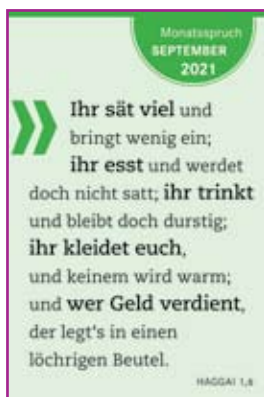 Monatsspruch
SEPTEMBER
2021
Ihr sät viel und
bringt wenig ein;
ihr esst und werdet
doch nicht satt; ihr trinkt
und bleibt doch durstig;
ihr kleidet euch,
und keinem wird warm;
und wer Geld verdient,
der legt's in einen
löchrigen Beutel.
HAGGAI 1,6